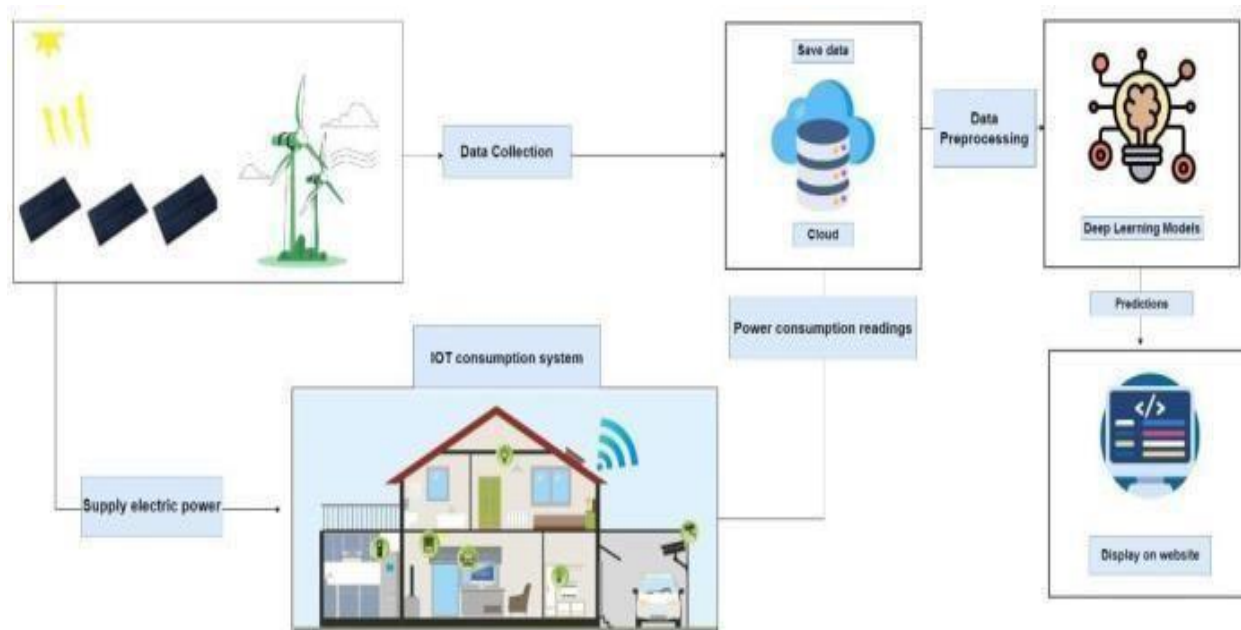 Save data
Data Collection
Data
Preprocessing
Cloud
Deep Learning Models
Predictions
Power consumption readings
IOT consumption system
</>
Supply electric power
Display on website